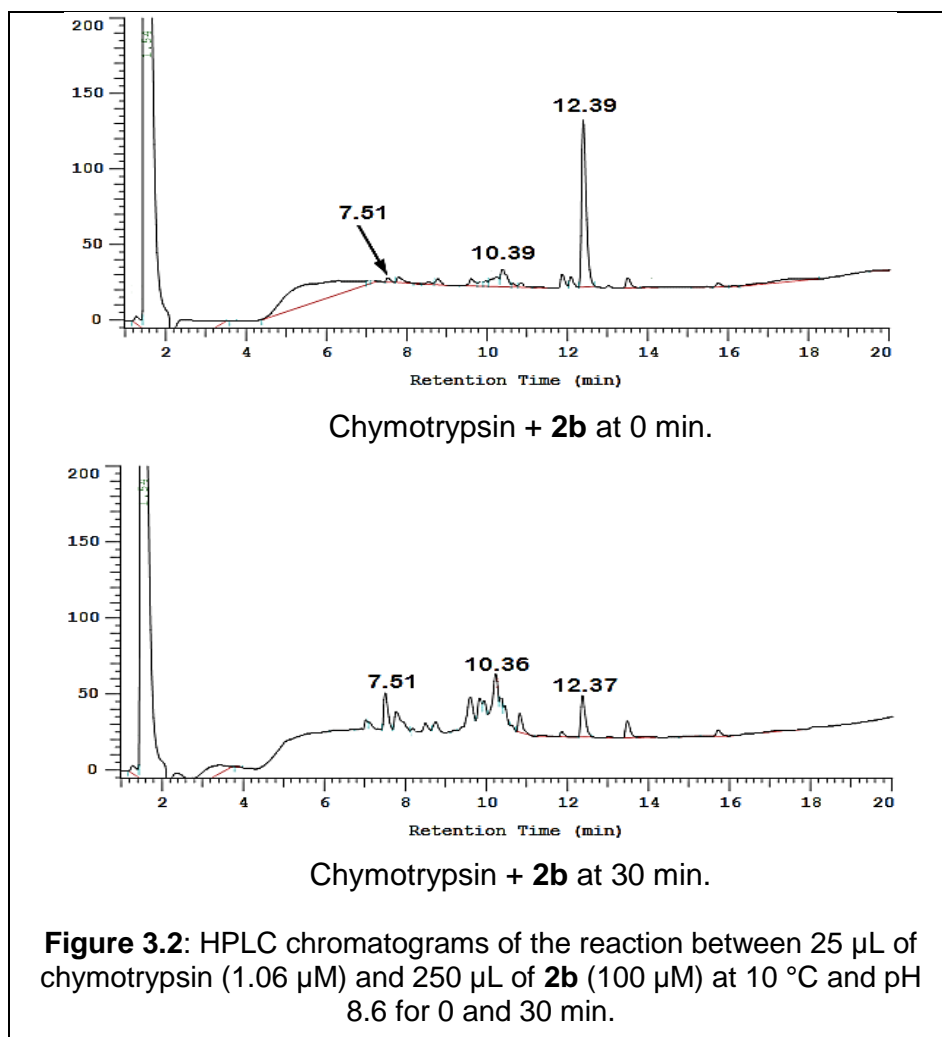 200
1.54
150
12.39
100
7.51
50
10.39
0
2 4 6 8 10 12 14 16 18 20
Retention Time (min)
Chymotrypsin + 2b at 0 min.
200
1.54
150
100
10.36
7.51
12.37
50
0
2 4 6 8 10 12 14 16 18 20
Retention Time (min)
Chymotrypsin + 2b at 30 min.
Figure 3.2: HPLC chromatograms of the reaction between 25 µL of
chymotrypsin (1.06 µM) and 250 µL of 2b (100 µM) at 10 °C and pH
8.6 for 0 and 30 min.